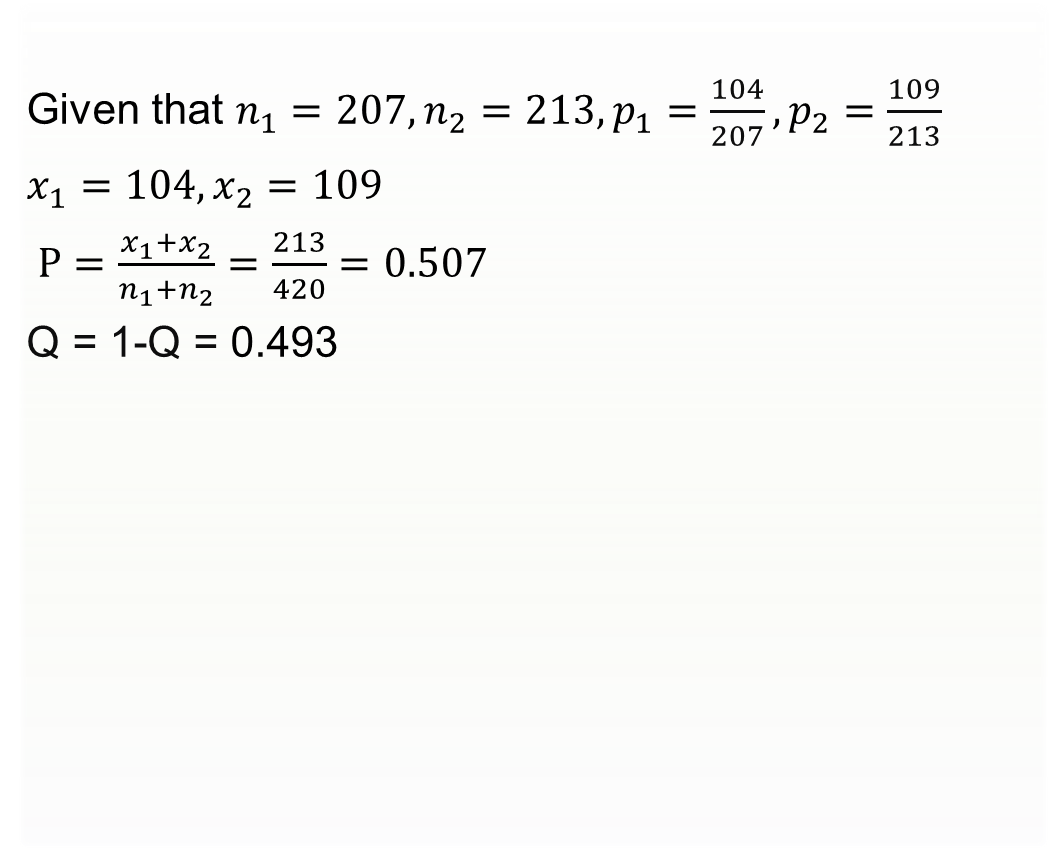 Given that n₁ = 207, n₂ = 213, p₁ = 104/207, p₂ = 109/213
x₁ = 104, x₂ = 109
P = x₁+x₂/n₁+n₂ = 213/420 = 0.507
Q = 1-Q = 0.493